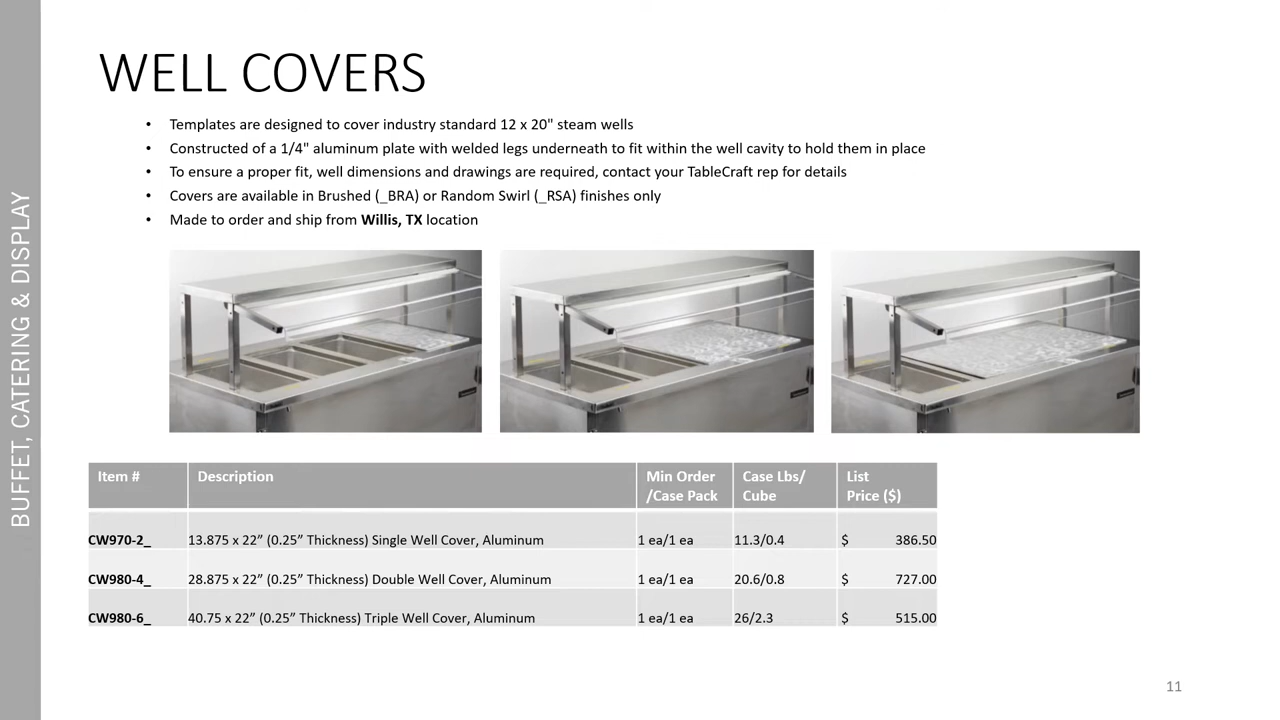 BUFFET, CATERING & DISPLAY
WELL COVERS
• Templates are designed to cover industry standard 12 x 20" steam wells
• Constructed of a 1/4" aluminum plate with welded legs underneath to fit within the well cavity to hold them in place
• To ensure a proper fit, well dimensions and drawings are required, contact your TableCraft rep for details
• Covers are available in Brushed (_BRA) or Random Swirl (_RSA) finishes only
• Made to order and ship from Willis, TX location
Item # Description Min Order /Case Pack Case Lbs/ Cube List Price ($)
CW970-2_ 13.875 x 22” (0.25” Thickness) Single Well Cover, Aluminum 1 ea/1 ea 11.3/0.4 $ 386.50
CW980-4_ 28.875 x 22” (0.25” Thickness) Double Well Cover, Aluminum 1 ea/1 ea 20.6/0.8 $ 727.00
CW980-6_ 40.75 x 22” (0.25” Thickness) Triple Well Cover, Aluminum 1 ea/1 ea 26/2.3 $ 515.00
11